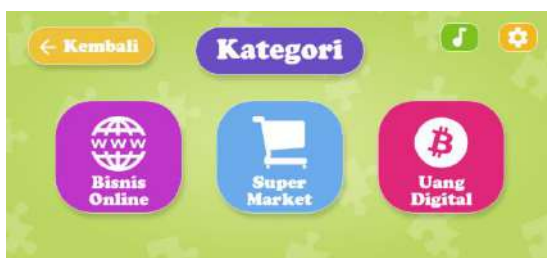 Kembali
Kategori
www
Bisnis
Online
Super
Market
Uang
Digital